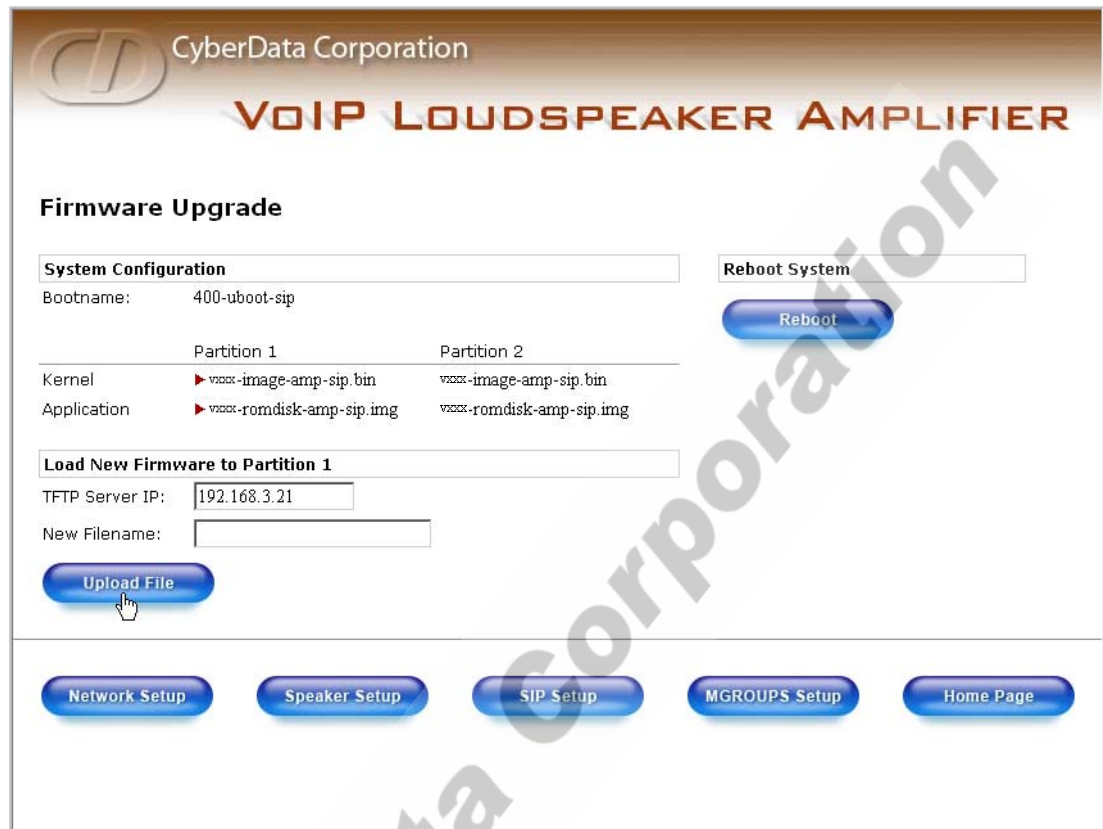 CyberData Corporation
VoIP Loudspeaker Amplifier
Firmware Upgrade
System Configuration
Bootname: 400-uboot-sip
Partition 1 Partition 2
Kernel vxxx-image-amp-sip.bin vxxx-image-amp-sip.bin
Application vxxx-romdisk-amp-sip.img vxxx-romdisk-amp-sip.img
Load New Firmware to Partition 1
TFTP Server IP: 192.168.3.21
New Filename:
Upload File
Reboot System
Reboot
Network Setup Speaker Setup SIP Setup MGROUPS Setup Home Page
ta Corporation